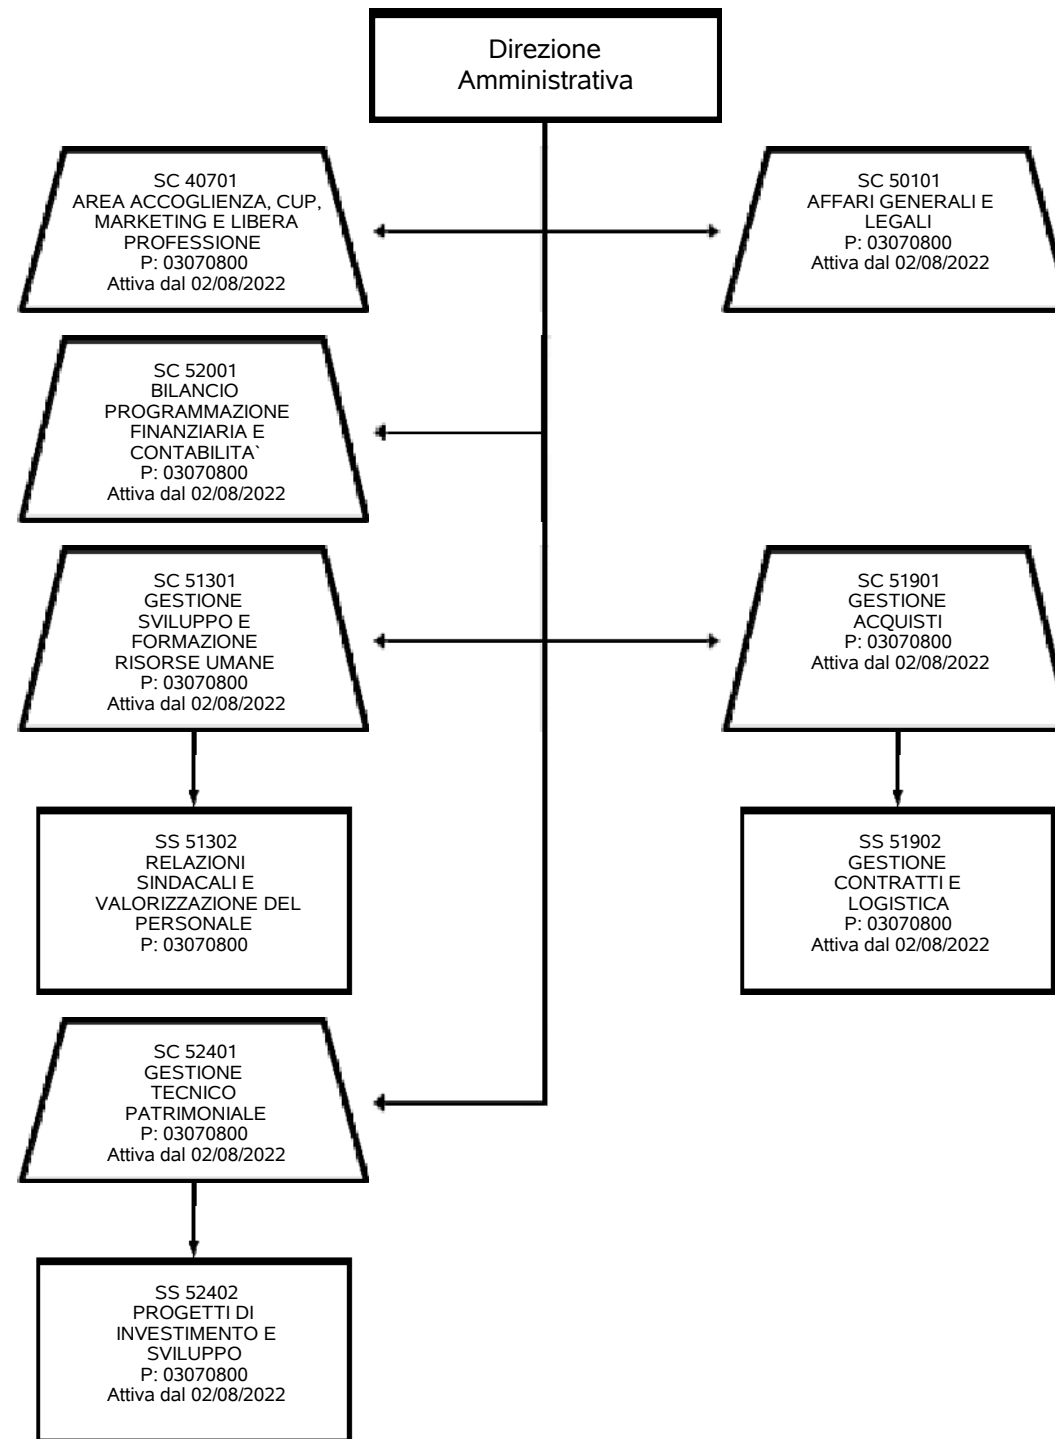 Direzione
Amministrativa
SC 40701
AREA ACCOGLIENZA, CUP,
MARKETING E LIBERA
PROFESSIONE
P: 03070800
Attiva dal 02/08/2022
SC 50101
AFFARI GENERALI E
LEGALI
P: 03070800
Attiva dal 02/08/2022
SC 52001
BILANCIO
PROGRAMMAZIONE
FINANZIARIA E
CONTABILITA`
P: 03070800
Attiva dal 02/08/2022
SC 51301
GESTIONE
SVILUPPO E
FORMAZIONE
RISORSE UMANE
P: 03070800
Attiva dal 02/08/2022
SC 51901
GESTIONE
ACQUISTI
P: 03070800
Attiva dal 02/08/2022
SS 51302
RELAZIONI
SINDACALI E
VALORIZZAZIONE DEL
PERSONALE
P: 03070800
SS 51902
GESTIONE
CONTRATTI E
LOGISTICA
P: 03070800
Attiva dal 02/08/2022
SC 52401
GESTIONE
TECNICO
PATRIMONIALE
P: 03070800
Attiva dal 02/08/2022
SS 52402
PROGETTI DI
INVESTIMENTO E
SVILUPPO
P: 03070800
Attiva dal 02/08/2022